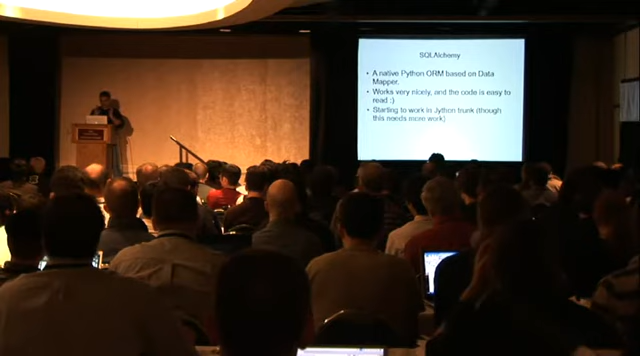 SQLAlchemy
• A native Python ORM based on Data
Mapper.
• Works very nicely, and the code is easy to
read :)
• Starting to work in Jython trunk (though
this needs more work)